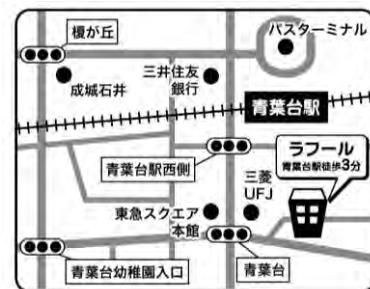 榎が丘
バスターミナル
成城石井
三井住友
銀行
青葉台駅
ラフール
青葉台駅徒歩3分
青葉台駅西側
三菱
UFJ
東急スクエア
本館
青葉台幼稚園入口
青葉台